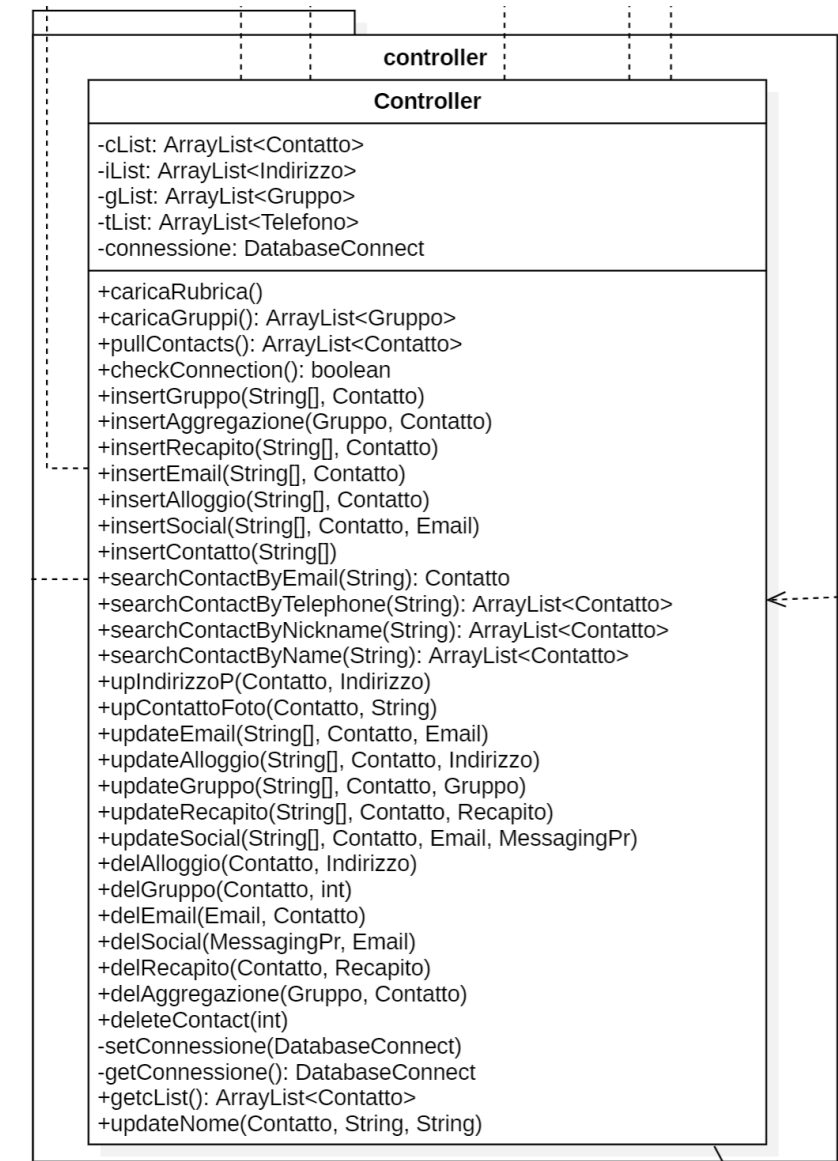 controller
Controller
-cList: ArrayList<Contatto>
-iList: ArrayList<Indirizzo>
-gList: ArrayList<Gruppo>
-tList: ArrayList<Telefono>
-connessione: DatabaseConnect
+caricaRubrica()
+caricaGruppi(): ArrayList<Gruppo>
+pullContacts(): ArrayList<Contatto>
+checkConnection(): boolean
+insertGruppo(String[], Contatto)
+insertAggregazione(Gruppo, Contatto)
+insertRecapito(String[], Contatto)
+insertEmail(String[], Contatto)
+insertAlloggio(String[], Contatto)
+insertSocial(String[], Contatto, Email)
+insertContatto(String[])
+searchContactByEmail(String): Contatto
+searchContactByTelephone(String): ArrayList<Contatto>
+searchContactByNickname(String): ArrayList<Contatto>
+searchContactByName(String): ArrayList<Contatto>
+upIndirizzoP(Contatto, Indirizzo)
+upContattoFoto(Contatto, String)
+updateEmail(String[], Contatto, Email)
+updateAlloggio(String[], Contatto, Indirizzo)
+updateGruppo(String[], Contatto, Gruppo)
+updateRecapito(String[], Contatto, Recapito)
+updateSocial(String[], Contatto, Email, MessagingPr)
+delAlloggio(Contatto, Indirizzo)
+delGruppo(Contatto, int)
+delEmail(Email, Contatto)
+delSocial(MessagingPr, Email)
+delRecapito(Contatto, Recapito)
+delAggregazione(Gruppo, Contatto)
+deleteContact(int)
-setConnessione(DatabaseConnect)
-getConnessione(): DatabaseConnect
+getcList(): ArrayList<Contatto>
+updateNome(Contatto, String, String)